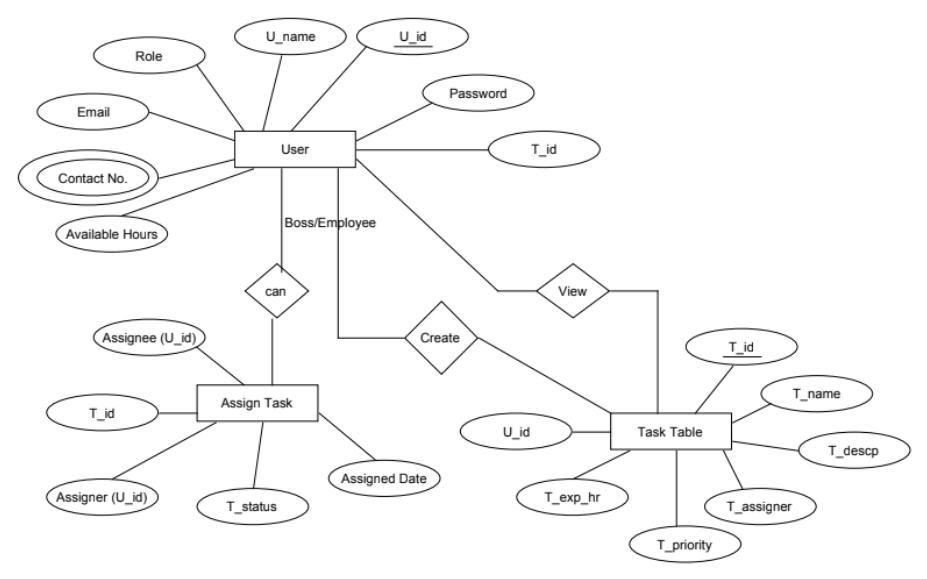 U_name
U_id
Role
Password
Email
User
T_id
Contact No.
Boss/Employee
Available Hours
can
View
Create
Assignee (U_id)
T_id
T_name
Assign Task
T_id
U_id
Task Table
T_descp
Assigned Date
Assigner (U_id)
T_status
T_exp_hr
T_assigner
T_priority